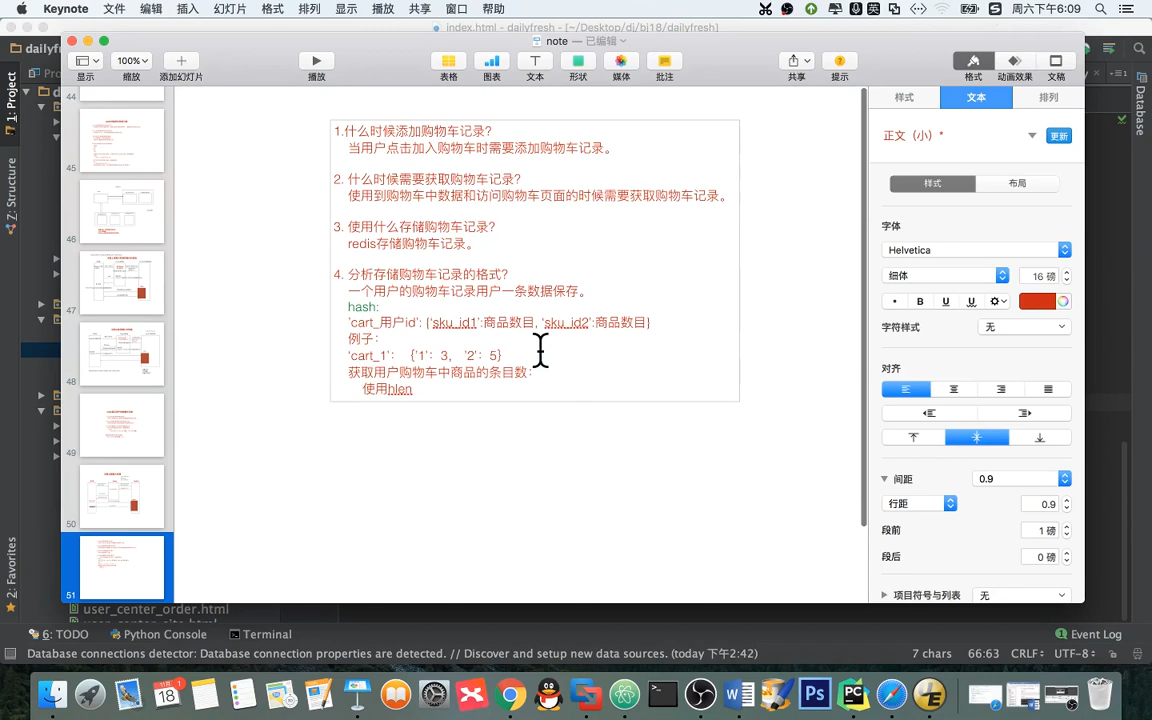 Keynote 文件 编辑 插入 幻灯片 格式 排列 显示 播放 共享 窗口 帮助 英 周六下午6:09
index.html - dailyfresh - [~/Desktop/dj/bj18/dailyfresh]
note — 已编辑
100%
显示 缩放 添加幻灯片 播放 表格 图表 文本 形状 媒体 批注 共享 提示 格式 动画效果 文稿
1: Project
Z: Structure
2: Favorites
Database
44
45
46
47
48
49
50
51
1.什么时候添加购物车记录?
当用户点击加入购物车时需要添加购物车记录。
2. 什么时候需要获取购物车记录?
使用到购物车中数据和访问购物车页面的时候需要获取购物车记录。
3. 使用什么存储购物车记录?
redis存储购物车记录。
4. 分析存储购物车记录的格式?
一个用户的购物车记录用户一条数据保存。
hash:
'cart_用户id': {'sku_id1':商品数目, 'sku_id2':商品数目}
例子:
'cart_1': {'1': 3, '2': 5}
获取用户购物车中商品的条目数:
使用hlen
样式 文本 排列
正文（小）* 更新
样式 布局
字体
Helvetica
细体 16 磅
B U U
字符样式 无
对齐
间距 0.9
行距 0.9
段前 1 磅
段后 0 磅
项目符号与列表 无
user_center_order.html
6: TODO Python Console Terminal Event Log
Database connections detector: Database connection properties are detected. // Discover and setup new data sources. (today 下午2:42) 7 chars 66:63 CRLF÷ UTF-8÷